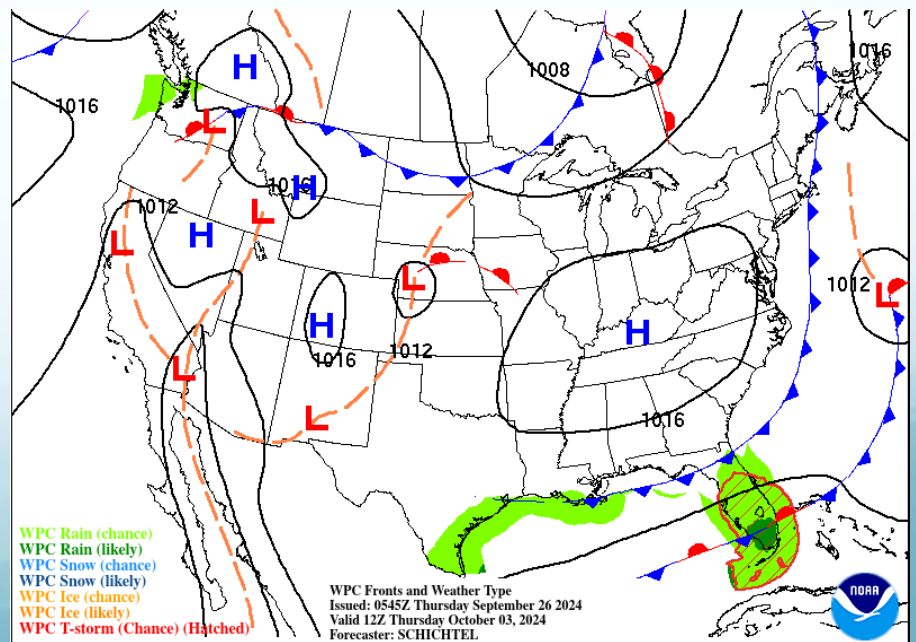 1016
1008
1016
H
L
1016
H
1012
L
H
L
1012
L
L
H
1016
1012
H
L
L
1016
WPC Rain (chance)
WPC Rain (likely)
WPC Snow (chance)
WPC Snow (likely)
WPC Ice (chance)
WPC Ice (likely)
WPC T-storm (Chance) (Hatched)
WPC Fronts and Weather Type
Issued: 0545Z Thursday September 26 2024
Valid 12Z Thursday October 03, 2024
Forecaster: SCHICHTEL
NOAA